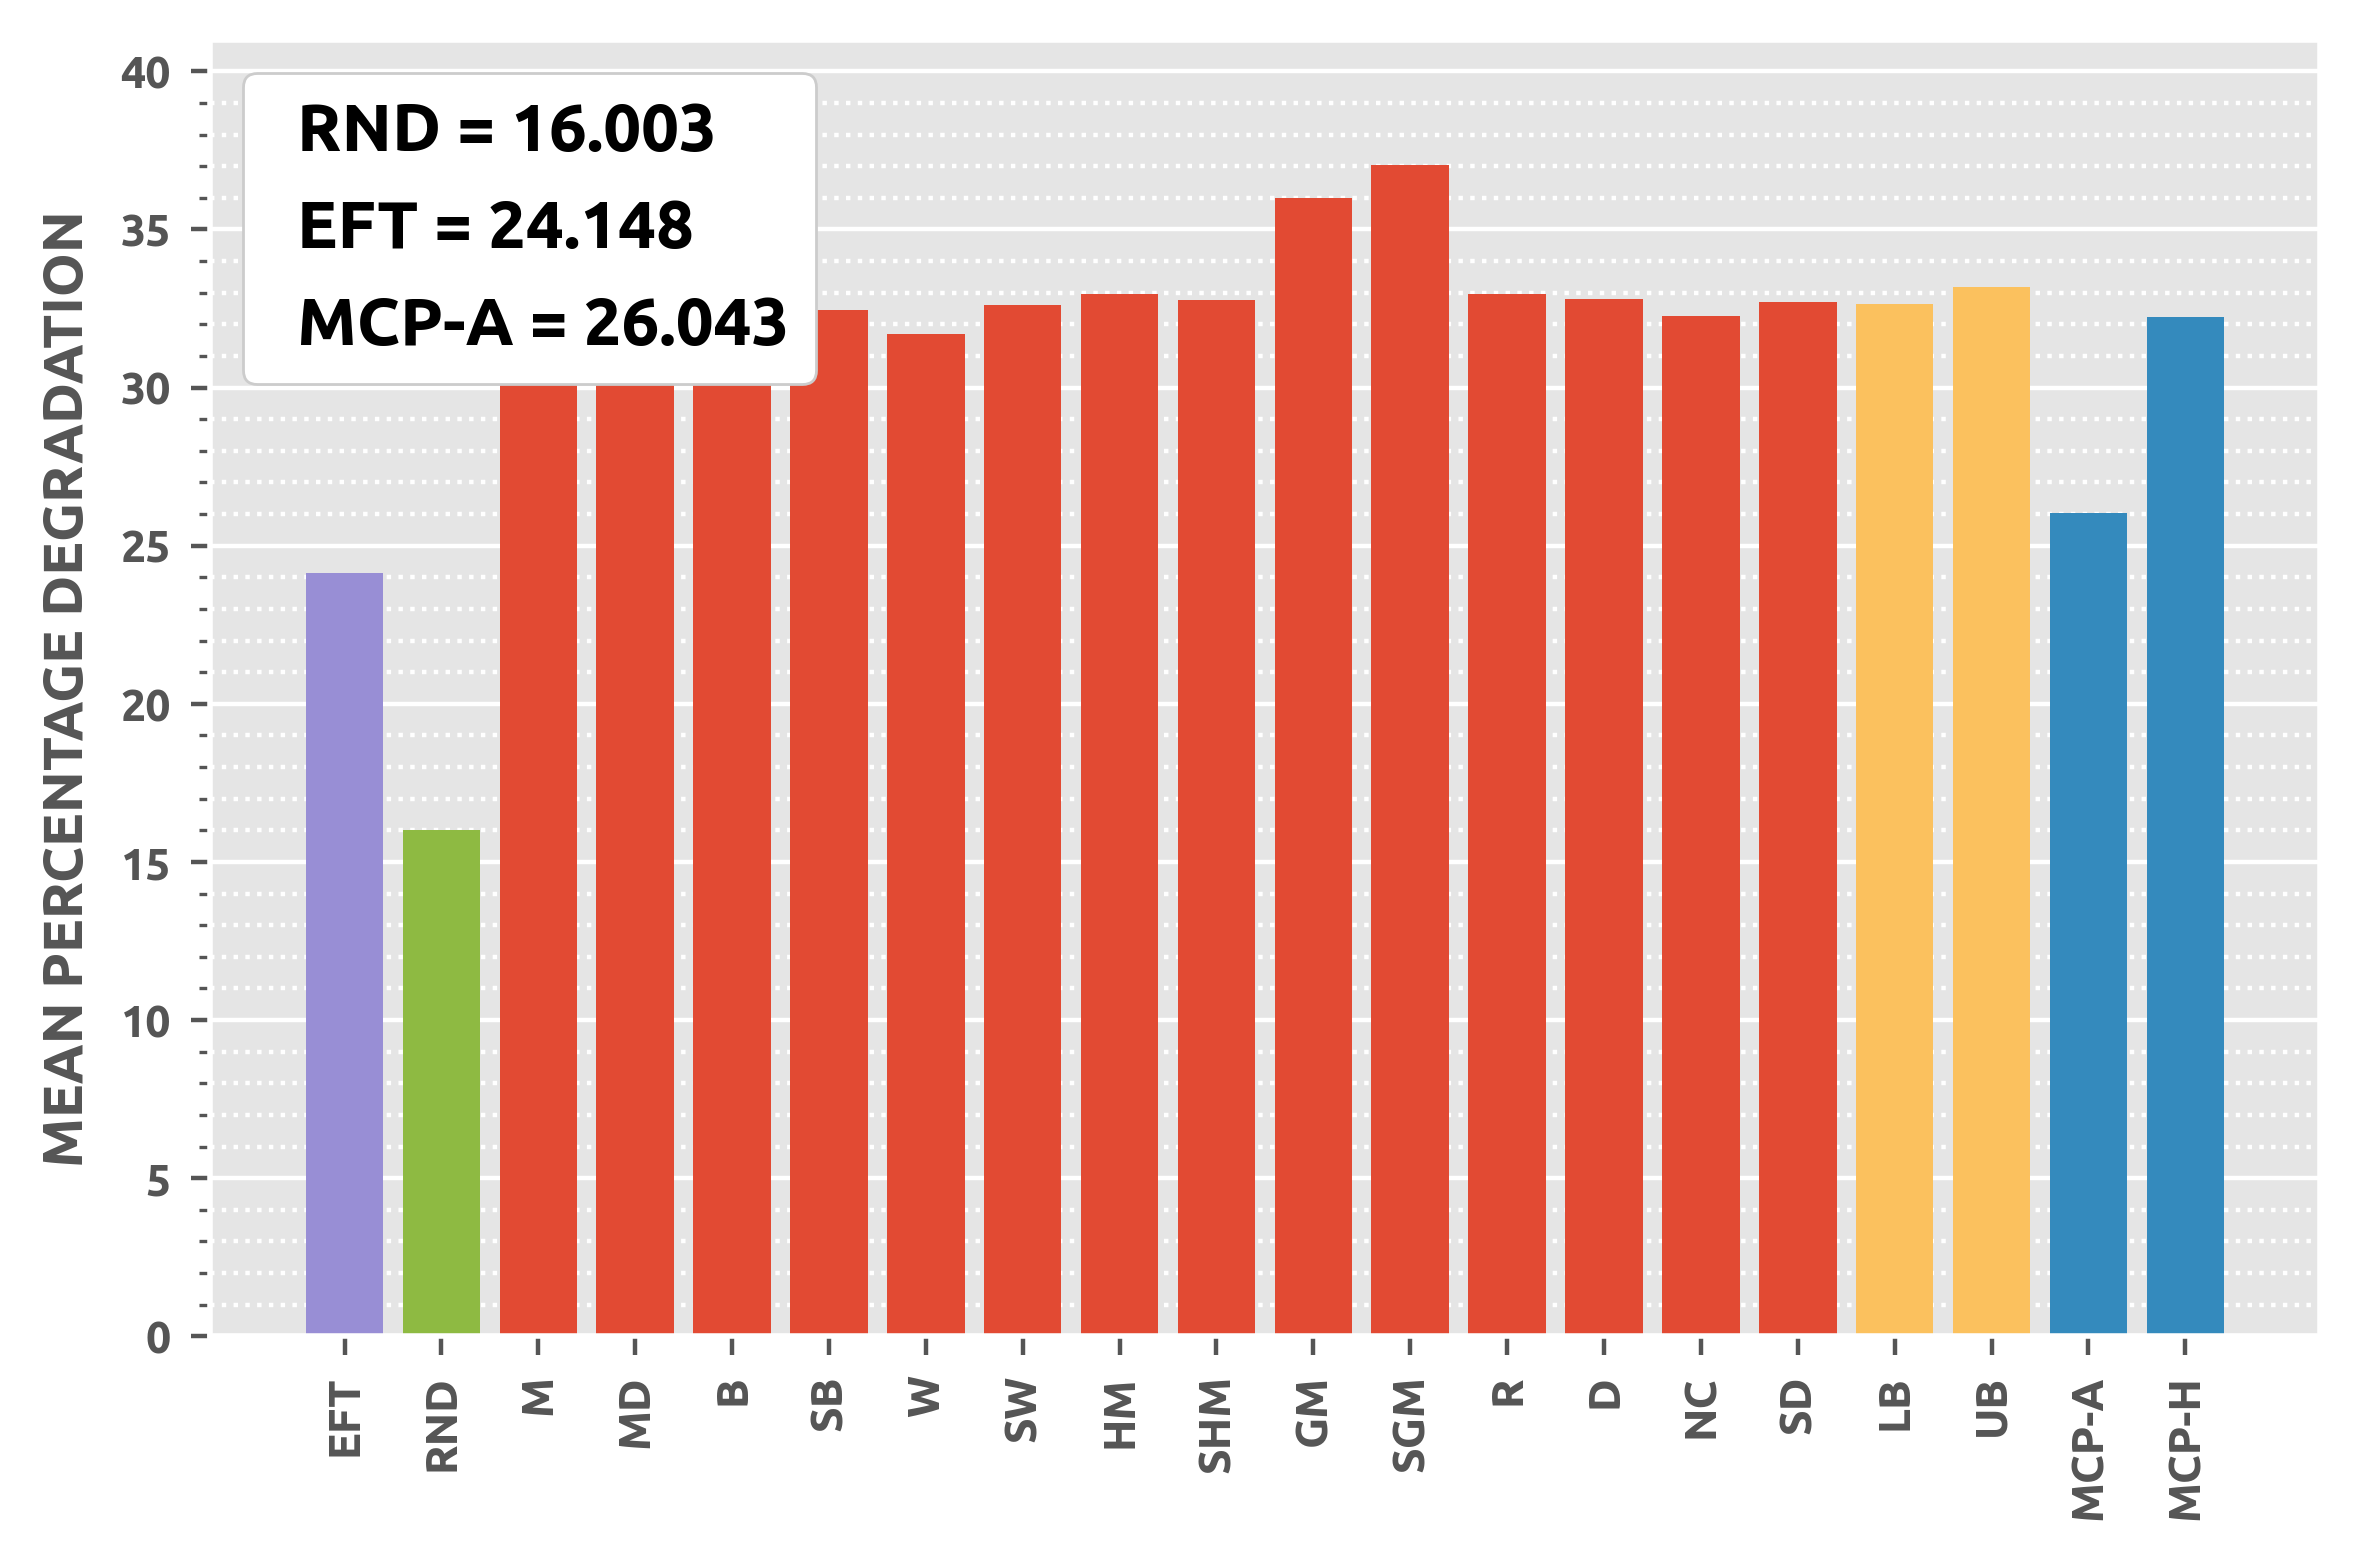 MEAN PERCENTAGE DEGRADATION
40
35
30
25
20
15
10
5
0
RND = 16.003
EFT = 24.148
MCP-A = 26.043
EFT
RND
M
MD
B
SB
W
SW
HM
SHM
GM
SGM
R
D
NC
SD
LB
UB
MCP-A
MCP-H